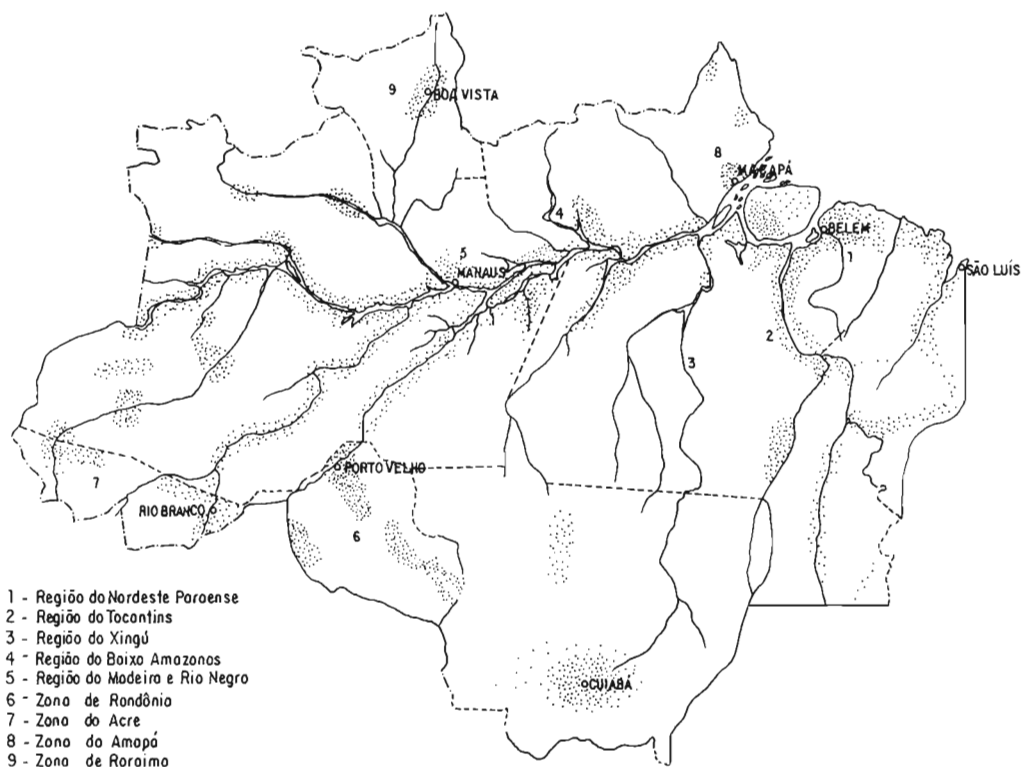 9
BOA VISTA
8
MACAPÁ
4
BELEM
5
1
MANAUS
SÃO LUÍS
2
3
PORTO VELHO
7
RIO BRANCO
6
CUIABÁ
1 - Região do Nordeste Paraense
2 - Região do Tocantins
3 - Região do Xingú
4 - Região do Baixo Amazonas
5 - Região do Madeira e Rio Negro
6 - Zona de Rondônia
7 - Zona do Acre
8 - Zona do Amapá
9 - Zona de Roraima